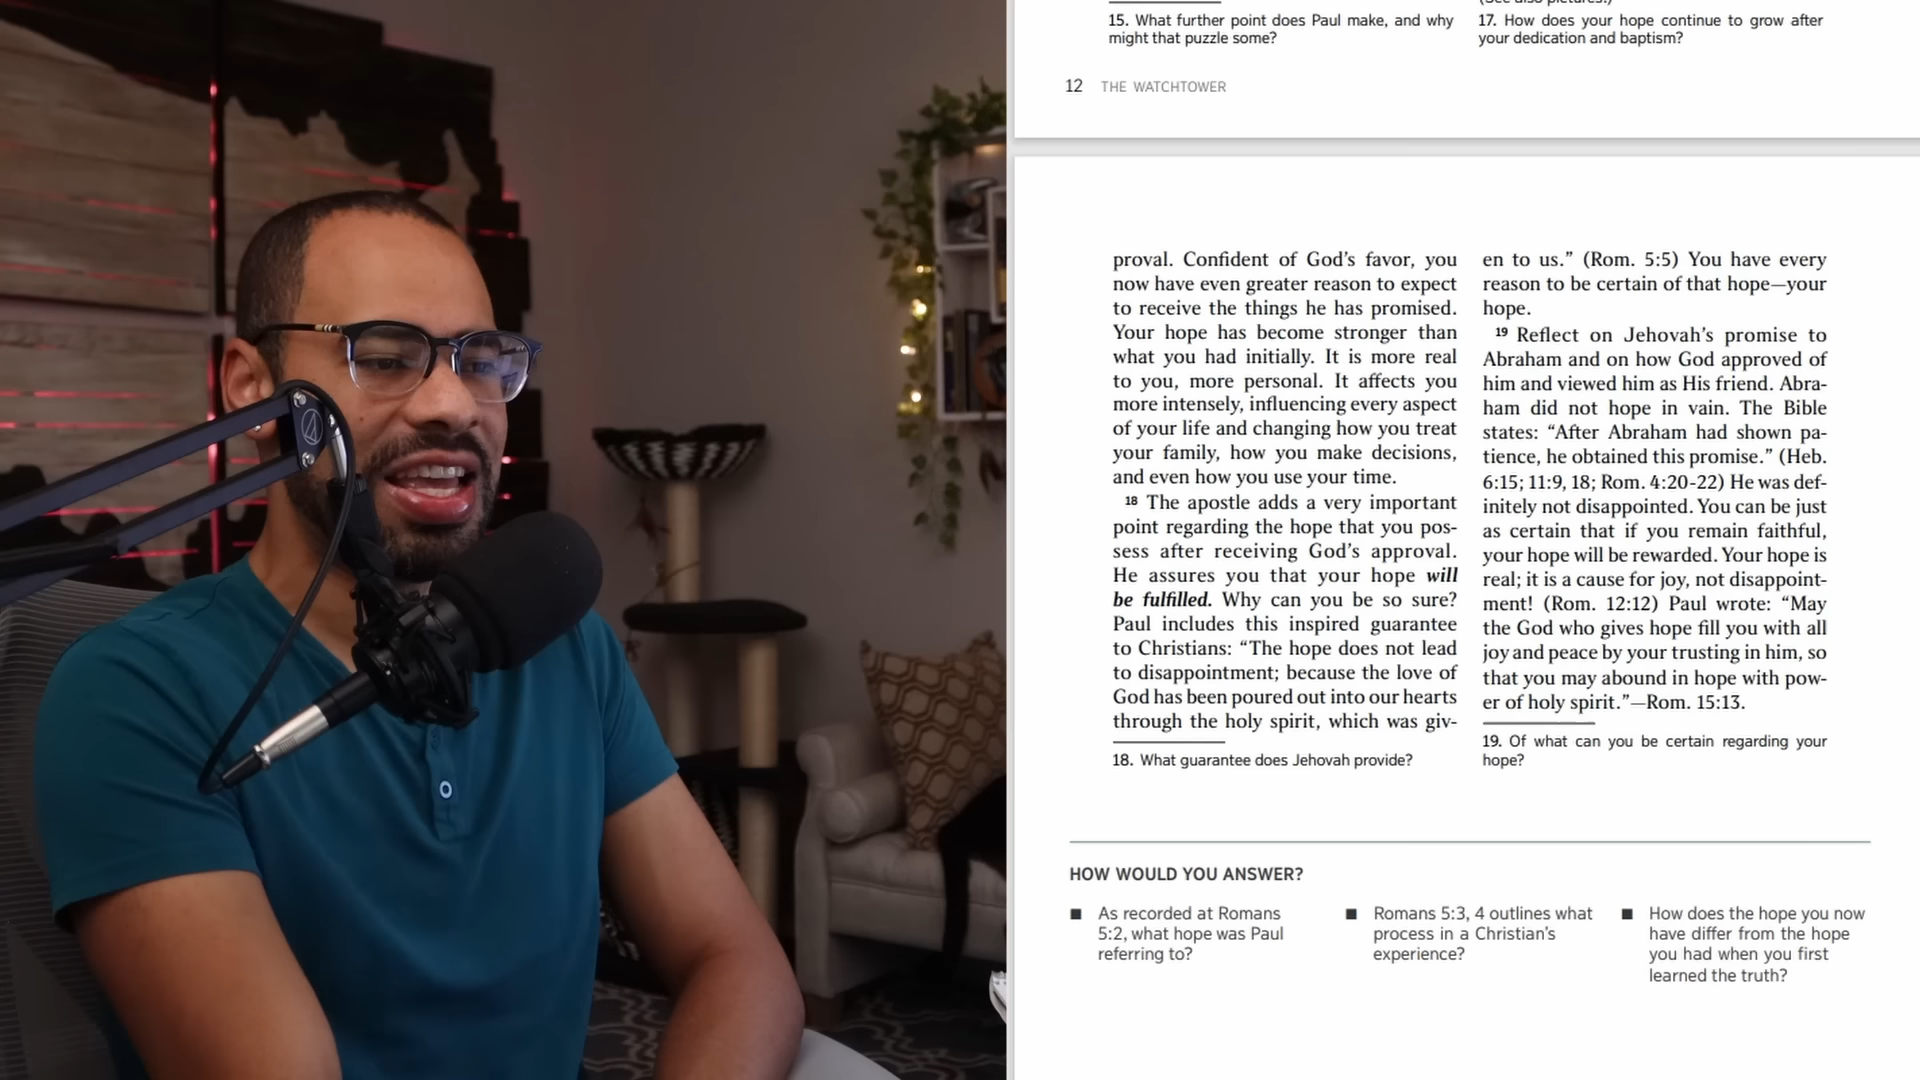 15. What further point does Paul make, and why
might that puzzle some?
17. How does your hope continue to grow after
your dedication and baptism?
12 THE WATCHTOWER
proval. Confident of God's favor, you
now have even greater reason to expect
to receive the things he has promised.
Your hope has become stronger than
what you had initially. It is more real
to you, more personal. It affects you
more intensely, influencing every aspect
of your life and changing how you treat
your family, how you make decisions,
and even how you use your time.
18 The apostle adds a very important
point regarding the hope that you pos-
sess after receiving God's approval.
He assures you that your hope will
be fulfilled. Why can you be so sure?
Paul includes this inspired guarantee
to Christians: “The hope does not lead
to disappointment; because the love of
God has been poured out into our hearts
through the holy spirit, which was giv-
18. What guarantee does Jehovah provide?
en to us.” (Rom. 5:5) You have every
reason to be certain of that hope—your
hope.
19 Reflect on Jehovah's promise to
Abraham and on how God approved of
him and viewed him as His friend. Abra-
ham did not hope in vain. The Bible
states: “After Abraham had shown pa-
tience, he obtained this promise.” (Heb.
6:15; 11:9, 18; Rom. 4:20-22) He was def-
initely not disappointed. You can be just
as certain that if you remain faithful,
your hope will be rewarded. Your hope is
real; it is a cause for joy, not disappoint-
ment! (Rom. 12:12) Paul wrote: “May
the God who gives hope fill you with all
joy and peace by your trusting in him, so
that you may abound in hope with pow-
er of holy spirit.”—Rom. 15:13.
19. Of what can you be certain regarding your
hope?
HOW WOULD YOU ANSWER?
■ As recorded at Romans
5:2, what hope was Paul
referring to?
■ Romans 5:3, 4 outlines what
process in a Christian's
experience?
■ How does the hope you now
have differ from the hope
you had when you first
learned the truth?